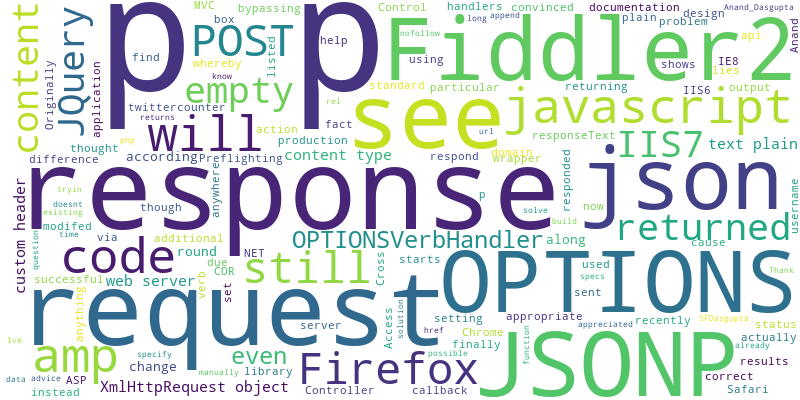 MVC
bypassing
handlers
convinced
documentation
long
append
Anand_Dasgupta
Control
box
plain
problem
design
Anand
content
JQuery
p p
POST
Fiddler2
nofollow
find
help
using
shows
IE8
lies
api
Originally
application
whereby
listed
empty
know
standard
particular
returning
IIS6
output
twittercounter
rel
javascript
returns
fact
action
url
php
will
see
production
responseText
IIS7
text plain
thought
difference
according
Preflighting
content type
respond
domain
wrapper
responded
now
solve
build
username
tryin
doesnt
existing
though
anywhere
response
p
json
custom header
modifed
time
via
additional
round
OPTIONSVerbHandler
along
returned
cause
question
code
due
NET
COR
still
Cross
starts
OPTIONS
used
specs
sent
appropriate
successful
web server
verb
set
anything
request
server
Access
solution
setting
Chrome
finally
recently
SFDasgupta
status
actually
already
Thank
Ive
amp
even
href
possible
function
appreciated
results
correct
specify
change
manually
library
Firefox
JSONP
data
advice
ASP
instead
XmlHttpRequest object
Controller
callback
Safari